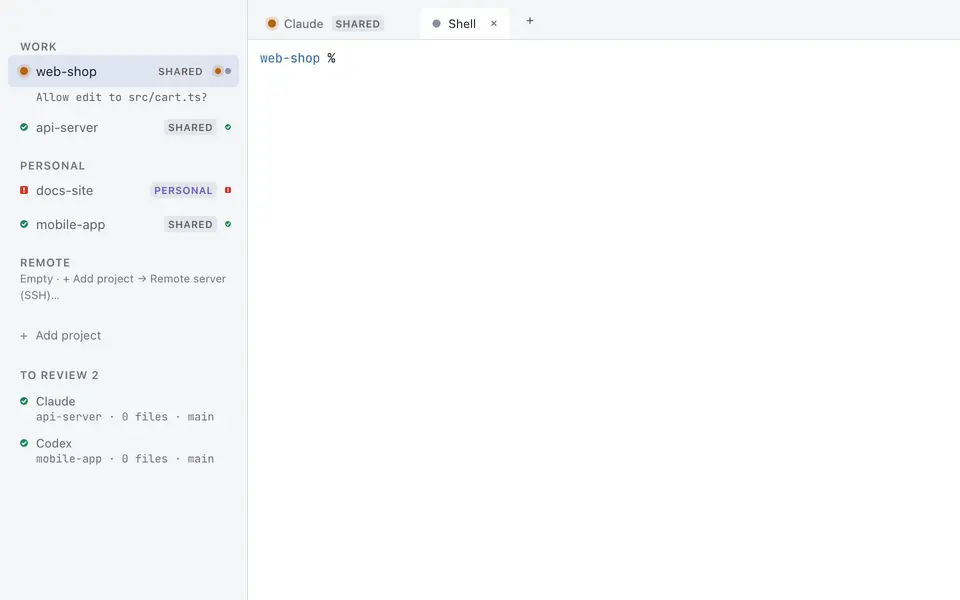 WORK
web-shop SHARED
Allow edit to src/cart.ts?
api-server SHARED
PERSONAL
docs-site PERSONAL
mobile-app SHARED
REMOTE
Empty · + Add project → Remote server
(SSH)…
+ Add project
TO REVIEW 2
Claude
api-server · 0 files · main
Codex
mobile-app · 0 files · main
Claude SHARED Shell × +
web-shop %